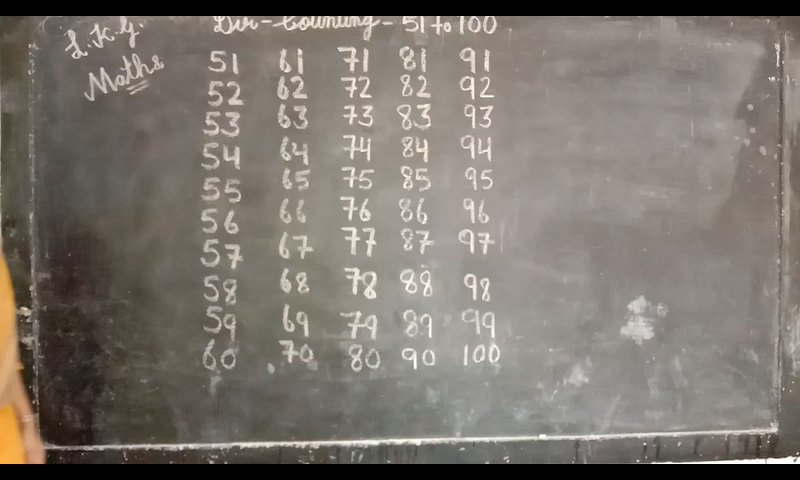 L.K.G.
Maths
Dir - Counting - 51 to 100
51 61 71 81 91
52 62 72 82 92
53 63 73 83 93
54 64 74 84 94
55 65 75 85 95
56 66 76 86 96
57 67 77 87 97
58 68 78 88 98
59 69 79 89 99
60 70 80 90 100